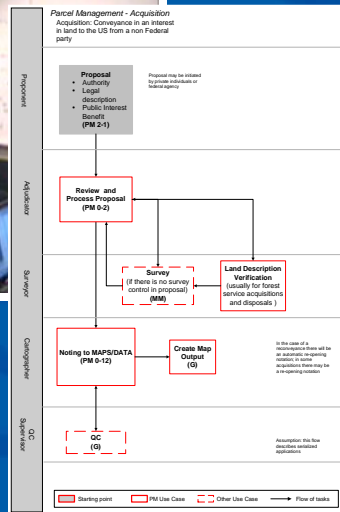 Parcel Management - Acquisition
Acquisition: Conveyance in an interest
in land to the US from a non Federal
party
Proponent
Proposal
• Authority
• Legal
description
• Public Interest
Benefit
(PM 2-1)
Proposal may be initiated
by private individuals or
federal agency
Adjudicator
Review and
Process Proposal
(PM 0-2)
Surveyor
Survey
(if there is no survey
control in proposal)
(MM)
Land Description
Verification
(usually for forest
service acquisitions
and disposals )
Cartographer
Noting to MAPS/DATA
(PM 0-12)
Create Map
Output
(G)
In the case of a
reconveyance there will be
an automatic re-opening
notation; in some
acquisitions there may be
a re-opening notation
QC
Supervisor
QC
(G)
Assumption: this flow
describes serialized
applications
Starting point
PM Use Case
Other Use Case
Flow of tasks